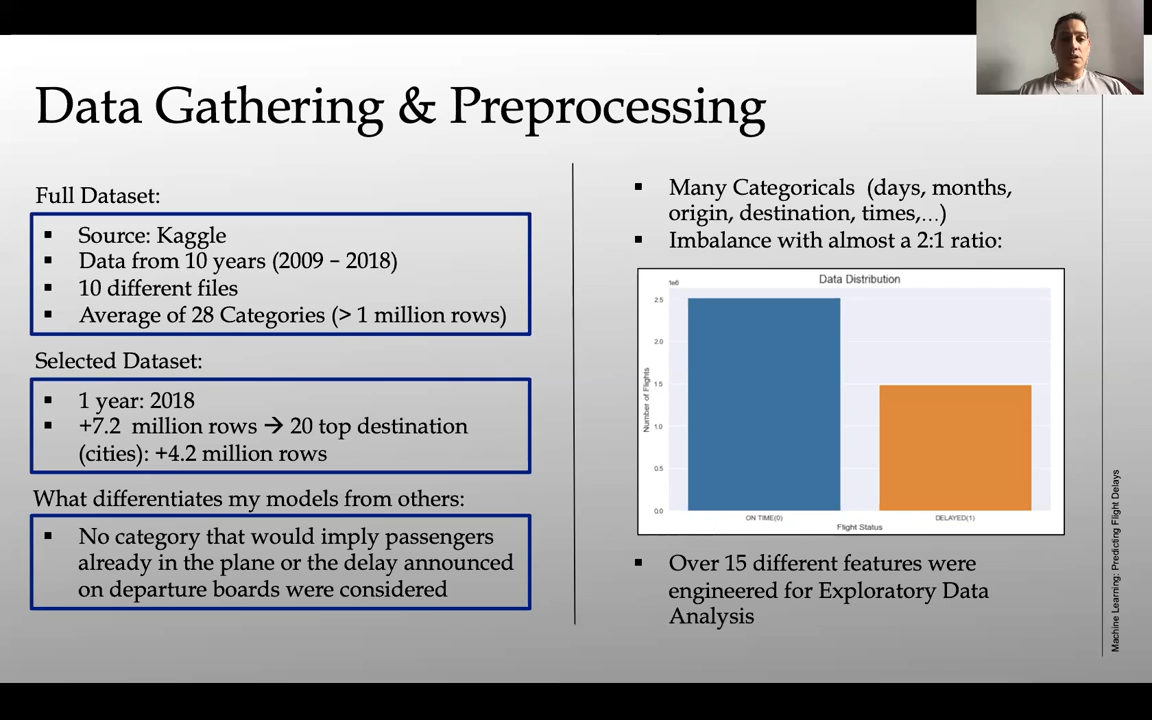 Data Gathering & Preprocessing
Full Dataset:
▪ Source: Kaggle
▪ Data from 10 years (2009 – 2018)
▪ 10 different files
▪ Average of 28 Categories (> 1 million rows)
Selected Dataset:
▪ 1 year: 2018
▪ +7.2 million rows → 20 top destination
(cities): +4.2 million rows
What differentiates my models from others:
▪ No category that would imply passengers
already in the plane or the delay announced
on departure boards were considered
▪ Many Categoricals (days, months,
origin, destination, times,…)
▪ Imbalance with almost a 2:1 ratio:
Data Distribution
1e6
2.5
2.0
1.5
1.0
0.5
0.0
Number of Flights
ON TIME(0)
DELAYED(1)
Flight Status
▪ Over 15 different features were
engineered for Exploratory Data
Analysis
Machine Learning: Predicting Flight Delays